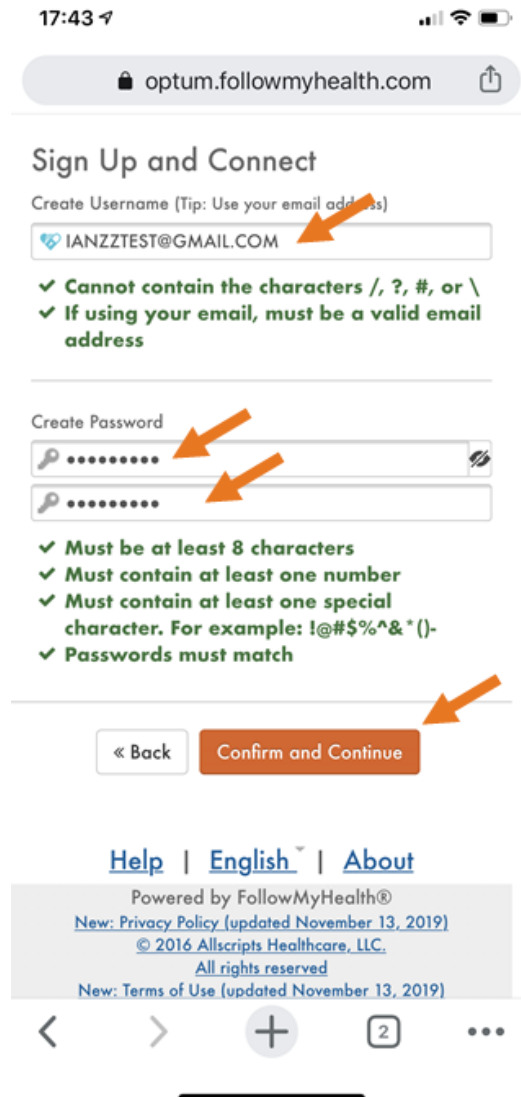 17:43
optum.followmyhealth.com
Sign Up and Connect
Create Username (Tip: Use your email address)
IANZZTEST@GMAIL.COM
Cannot contain the characters /, ?, #, or \
If using your email, must be a valid email
address
Create Password
•••••••••
•••••••••
Must be at least 8 characters
Must contain at least one number
Must contain at least one special
character. For example: !@#$%^&*()-
Passwords must match
« Back
Confirm and Continue
Help | English | About
Powered by FollowMyHealth®
New: Privacy Policy (updated November 13, 2019)
© 2016 Allscripts Healthcare, LLC.
All rights reserved
New: Terms of Use (updated November 13, 2019)
2